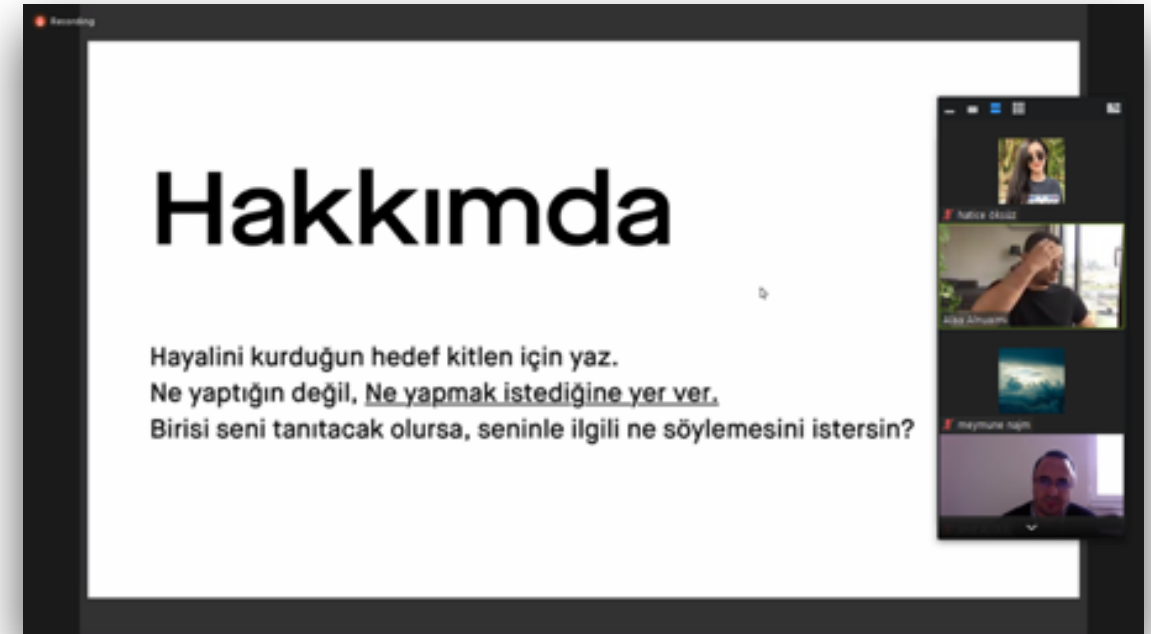 Recording
Hakkımda
Hayalini kurduğun hedef kitlen için yaz.
Ne yaptığın değil, Ne yapmak istediğine yer ver.
Birisi seni tanıtacak olursa, seninle ilgili ne söylemesini istersin?
hatice öksüz
Alaa
meymune najm